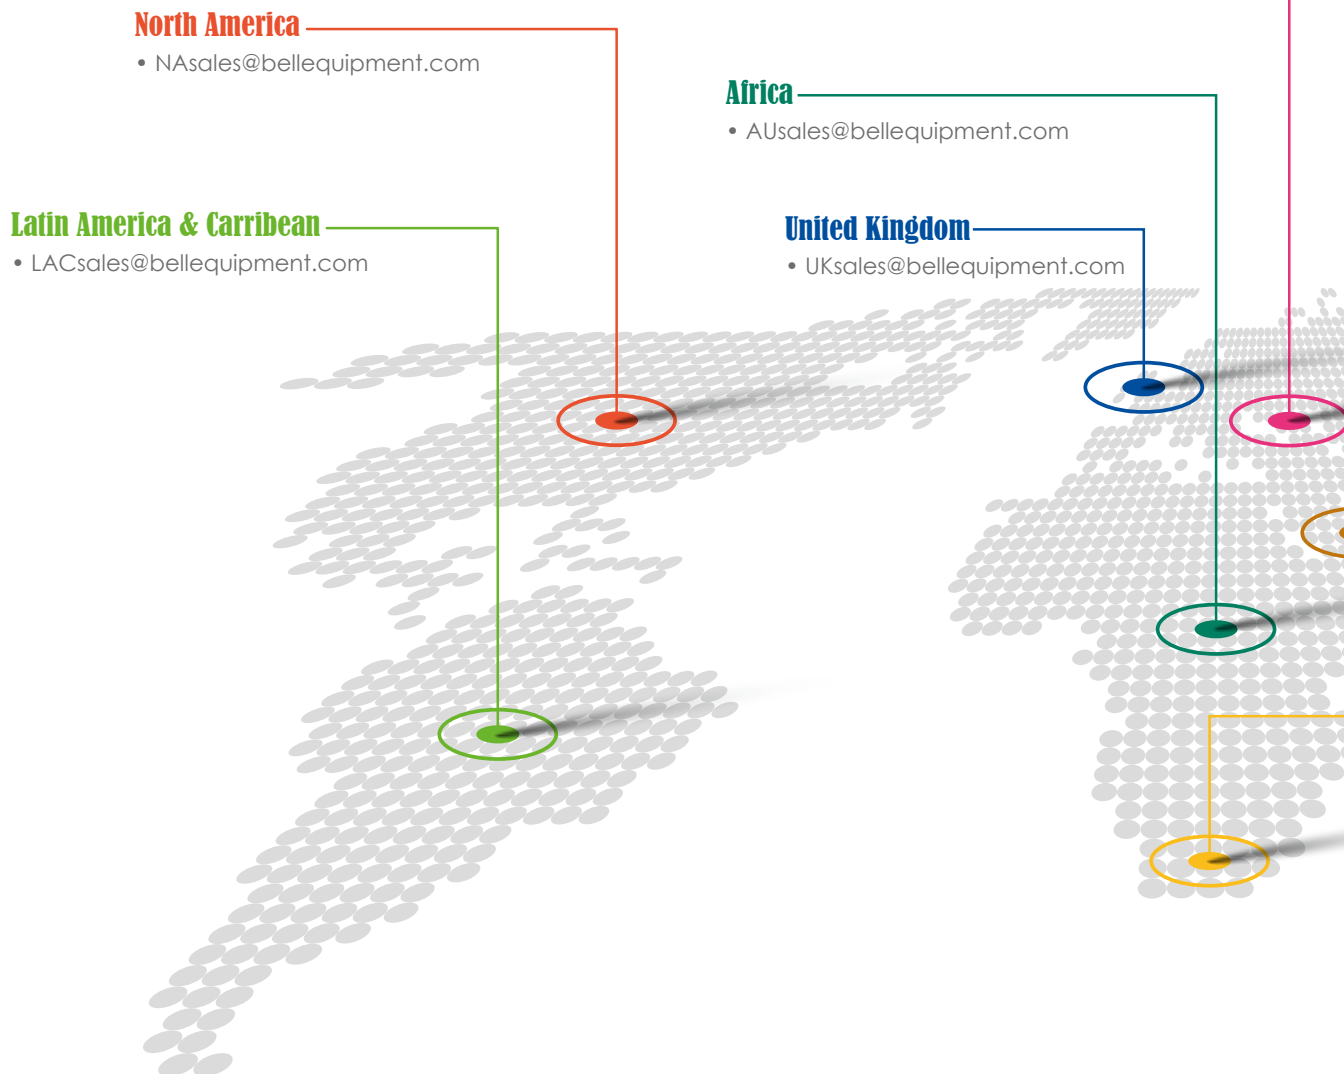 North America
• NAsales@bellequipment.com
Africa
• AUsales@bellequipment.com
Latin America & Carribean
• LACsales@bellequipment.com
United Kingdom
• UKsales@bellequipment.com